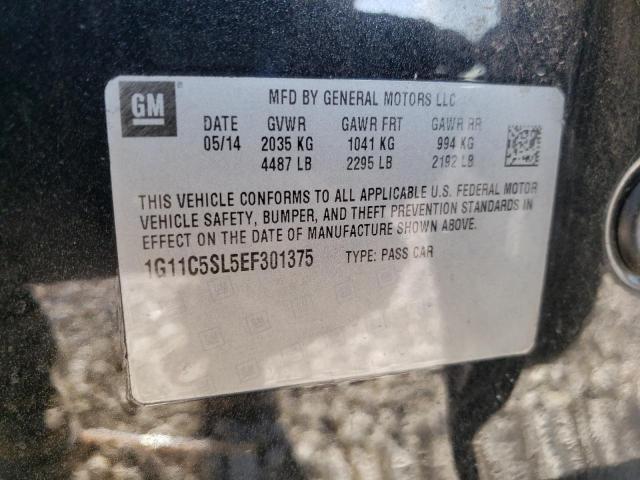 GM
MFD BY GENERAL MOTORS LLC
DATE GVWR GAWR FRT GAWR RR
05/14 2035 KG 1041 KG 994 KG
4487 LB 2295 LB 2192 LB
THIS VEHICLE CONFORMS TO ALL APPLICABLE U.S. FEDERAL MOTOR
VEHICLE SAFETY, BUMPER, AND THEFT PREVENTION STANDARDS IN
EFFECT ON THE DATE OF MANUFACTURE SHOWN ABOVE.
1G11C5SL5EF301375 TYPE: PASS CAR